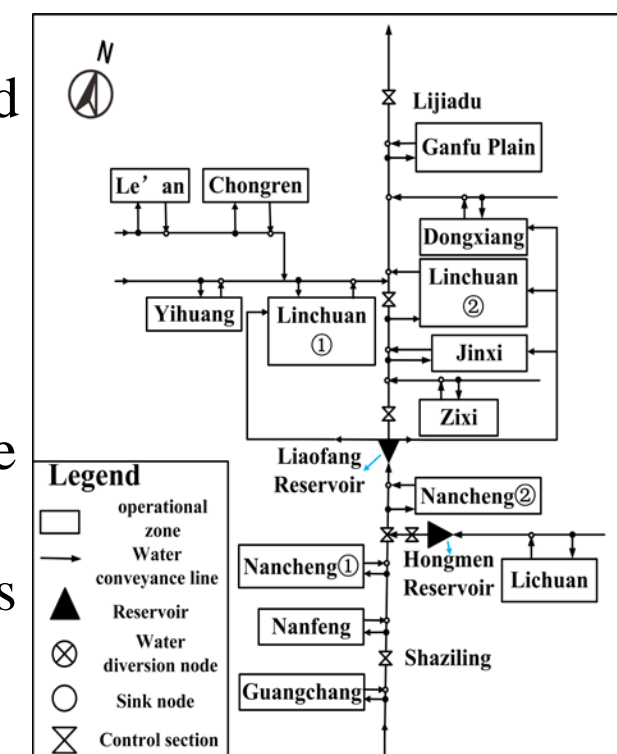 N
d
Lijiadu
Ganfu Plain
Le’ an
Chongren
Dongxiang
Linchuan
②
Yihuang
Linchuan
①
Jinxi
Zixi
e
Liaofang
Reservoir
Legend
operational
zone
Nancheng②
Water
conveyance line
Nancheng①
Hongmen
Reservoir
Lichuan
s
Reservoir
Nanfeng
Water
diversion node
Shaziling
Sink node
Guangchang
Control section